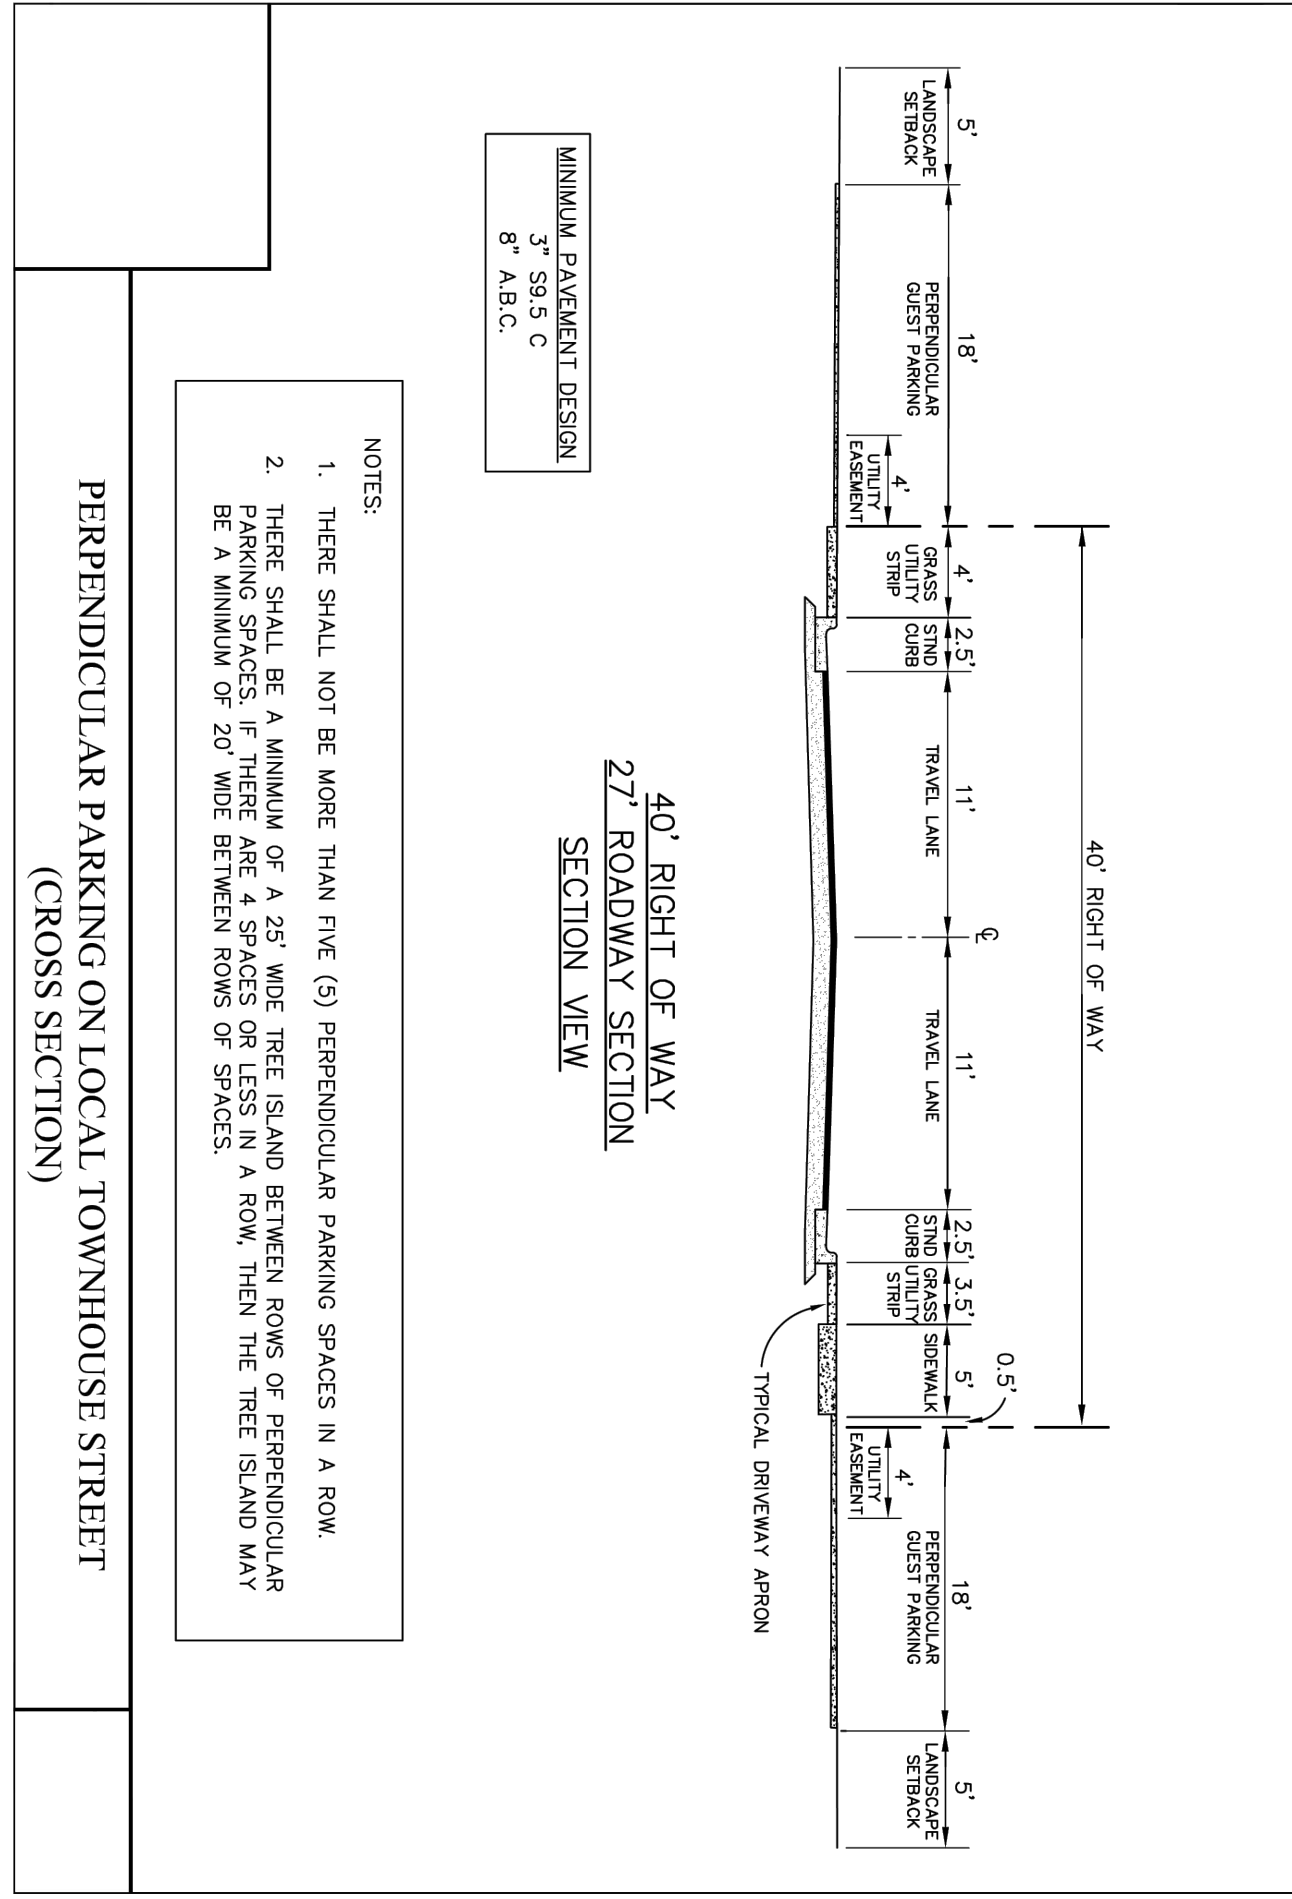 40' RIGHT OF WAY
0.5'
5'
18'
4'
2.5'
11'
11'
2.5'
3.5'
5'
18'
5'
LANDSCAPE
SETBACK
PERPENDICULAR
GUEST PARKING
4'
UTILITY
EASEMENT
GRASS
UTILITY
STRIP
STND
CURB
TRAVEL LANE
℄
TRAVEL LANE
STND
CURB
GRASS
UTILITY
STRIP
SIDEWALK
4'
UTILITY
EASEMENT
PERPENDICULAR
GUEST PARKING
LANDSCAPE
SETBACK
TYPICAL DRIVEWAY APRON
40' RIGHT OF WAY
27' ROADWAY SECTION
SECTION VIEW
MINIMUM PAVEMENT DESIGN
3" S9.5 C
8" A.B.C.
NOTES:
1. THERE SHALL NOT BE MORE THAN FIVE (5) PERPENDICULAR PARKING SPACES IN A ROW.
2. THERE SHALL BE A MINIMUM OF A 25' WIDE TREE ISLAND BETWEEN ROWS OF PERPENDICULAR
PARKING SPACES. IF THERE ARE 4 SPACES OR LESS IN A ROW, THEN THE TREE ISLAND MAY
BE A MINIMUM OF 20' WIDE BETWEEN ROWS OF SPACES.
PERPENDICULAR PARKING ON LOCAL TOWNHOUSE STREET
(CROSS SECTION)